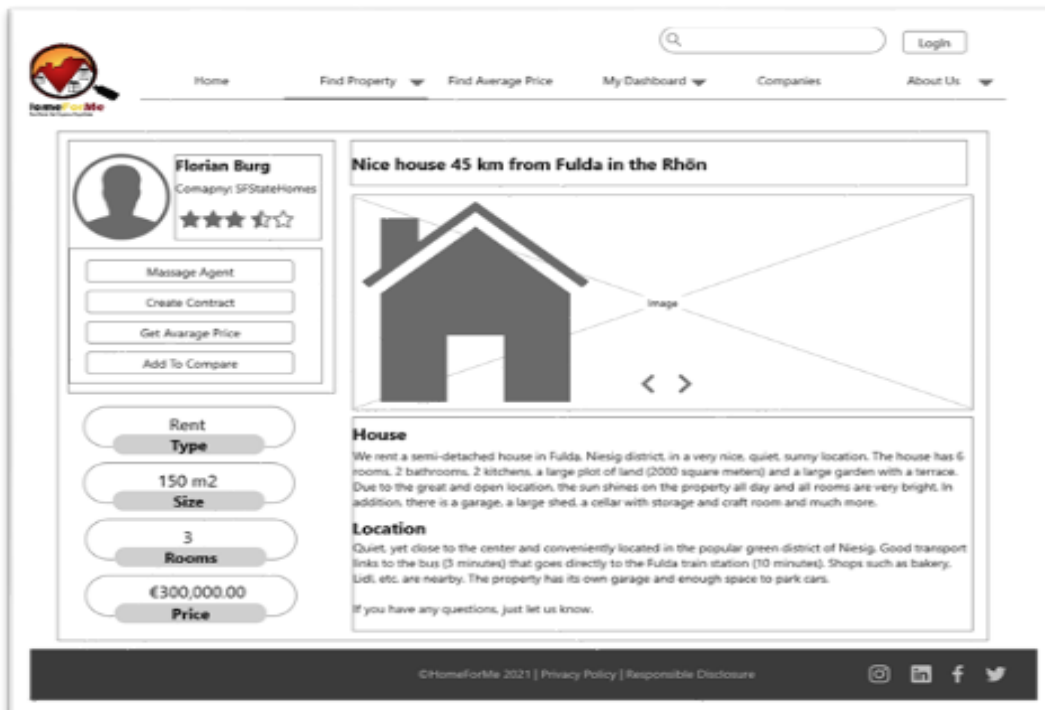 Login
Home Find Property Find Average Price My Dashboard Companies About Us
HomeForMe
Florian Burg
Comapny: SFStateHomes
Massage Agent
Create Contract
Get Avarage Price
Add To Compare
Rent
Type
150 m2
Size
3
Rooms
€300,000.00
Price
Nice house 45 km from Fulda in the Rhön
Image
House
We rent a semi-detached house in Fulda, Niesig district, in a very nice, quiet, sunny location. The house has 6
rooms, 2 bathrooms, 2 kitchens, a large plot of land (2000 square meters) and a large garden with a terrace.
Due to the great and open location, the sun shines on the property all day and all rooms are very bright. In
addition, there is a garage, a large shed, a cellar with storage and craft room and much more.
Location
Quiet, yet close to the center and conveniently located in the popular green district of Niesig. Good transport
links to the bus (3 minutes) that goes directly to the Fulda train station (10 minutes). Shops such as bakery,
Lidl, etc. are nearby. The property has its own garage and enough space to park cars.
If you have any questions, just let us know.
©HomeForMe 2021 | Privacy Policy | Responsible Disclosure